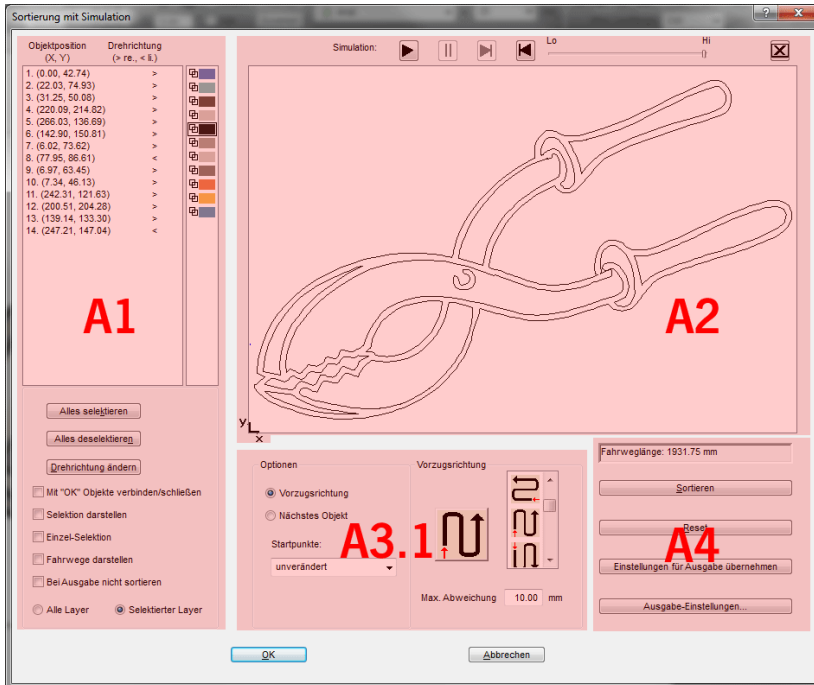 Sortierung mit Simulation
Objektposition Drehrichtung
(X, Y) (> re., < li.)
1. (0.00, 42.74) >
2. (22.03, 74.93) >
3. (31.25, 50.08) >
4. (220.09, 214.82) >
5. (266.03, 136.69) >
6. (142.90, 150.81) >
7. (6.02, 73.62) >
8. (77.95, 86.61) <
9. (6.97, 63.45) >
10. (7.34, 46.13) >
11. (242.31, 121.63) >
12. (200.51, 204.28) >
13. (139.14, 133.30) >
14. (247.21, 147.04) <
A1
Alles selektieren
Alles deselektieren
Drehrichtung ändern
Mit "OK" Objekte verbinden/schließen
Selektion darstellen
Einzel-Selektion
Fahrwege darstellen
Bei Ausgabe nicht sortieren
Alle Layer Selektierter Layer
Simulation: Lo Hi
A2
y
x
Optionen
Vorzugsrichtung
Nächstes Objekt
Startpunkte:
unverändert
A3.1
Vorzugsrichtung
Max. Abweichung 10.00 mm
Fahrweglänge: 1931.75 mm
Sortieren
Reset
A4
Einstellungen für Ausgabe übernehmen
Ausgabe-Einstellungen...
OK Abbrechen